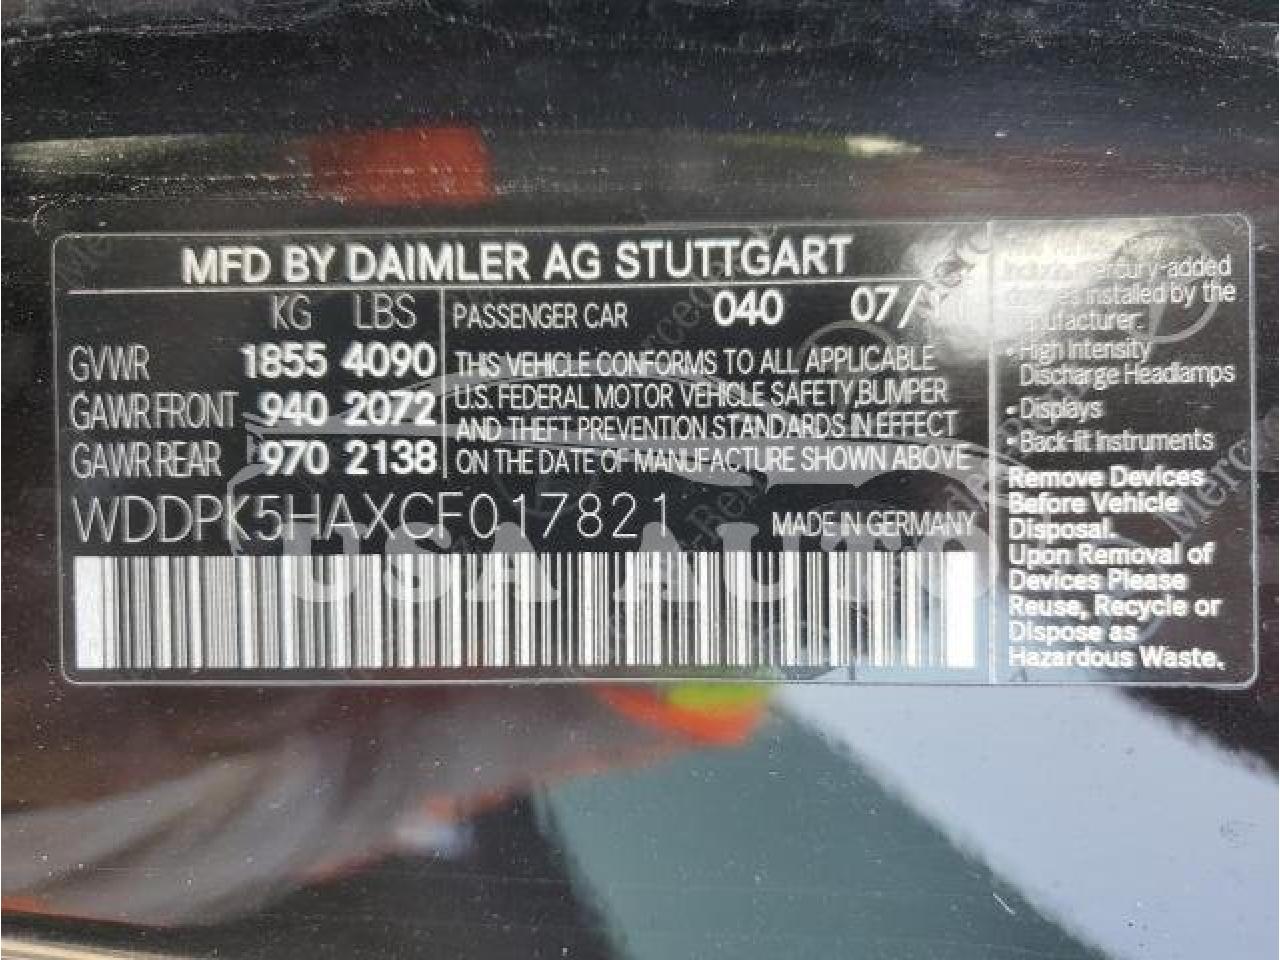 MFD BY DAIMLER AG STUTTGART
KG LBS
GVWR 1855 4090
GAWR FRONT 940 2072
GAWR REAR 970 2138
PASSENGER CAR 040 07/
THIS VEHICLE CONFORMS TO ALL APPLICABLE
U.S. FEDERAL MOTOR VEHICLE SAFETY,BUMPER
AND THEFT PREVENTION STANDARDS IN EFFECT
ON THE DATE OF MANUFACTURE SHOWN ABOVE
WDDPK5HAXCF017821 MADE IN GERMANY
USA AUTO
installed by the
• High Intensity
Discharge Headlamps
• Displays
• Back-lit Instruments
Remove Devices
Before Vehicle
Disposal.
Upon Removal of
Devices Please
Reuse, Recycle or
Dispose as
Hazardous Waste.